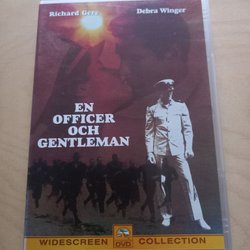 Richard Gere Debra Winger
EN
OFFICER
OCH
GENTLEMAN
WIDESCREEN DVD COLLECTION